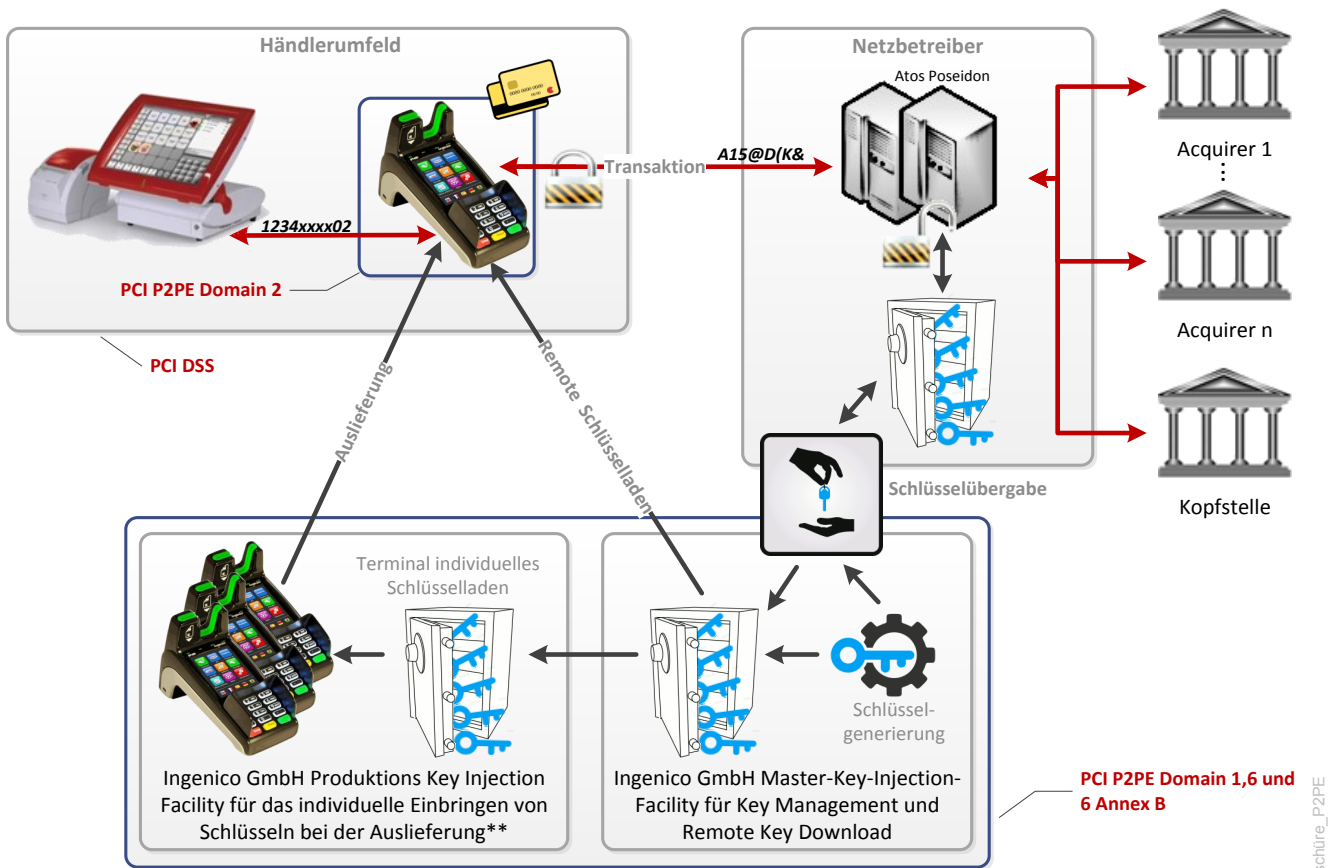 Händlerumfeld
Netzbetreiber
Atos Poseidon
Transaktion
A15@D(K&
1234xxxx02
PCI P2PE Domain 2
PCI DSS
Acquirer 1
Acquirer n
Kopfstelle
Auslieferung
Remote Schlüsselladen
Schlüsselübergabe
Terminal individuelles
Schlüsselladen
Schlüssel-
generierung
Ingenico GmbH Produktions Key Injection
Facility für das individuelle Einbringen von
Schlüsseln bei der Auslieferung**
Ingenico GmbH Master-Key-Injection-
Facility für Key Management und
Remote Key Download
PCI P2PE Domain 1,6 und
6 Annex B